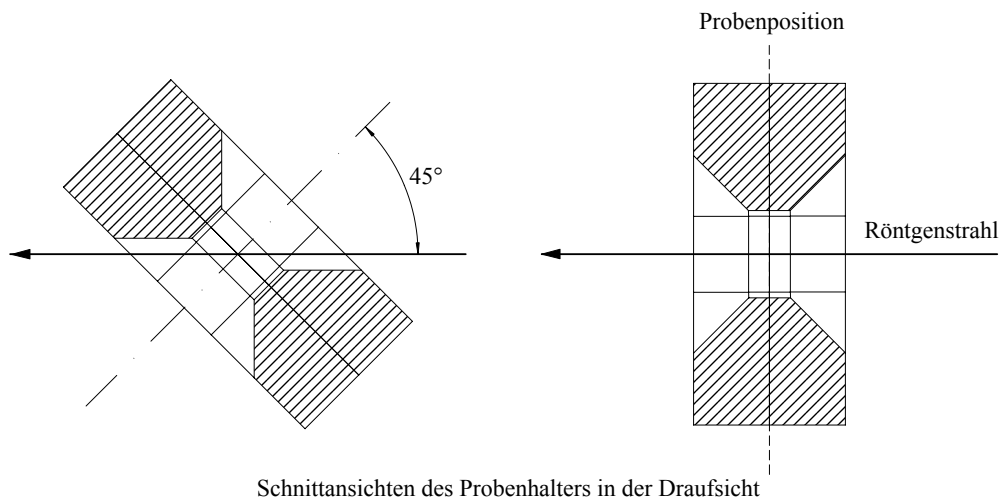 Probenposition
45°
Röntgenstrahl
Schnittansichten des Probenhalters in der Draufsicht